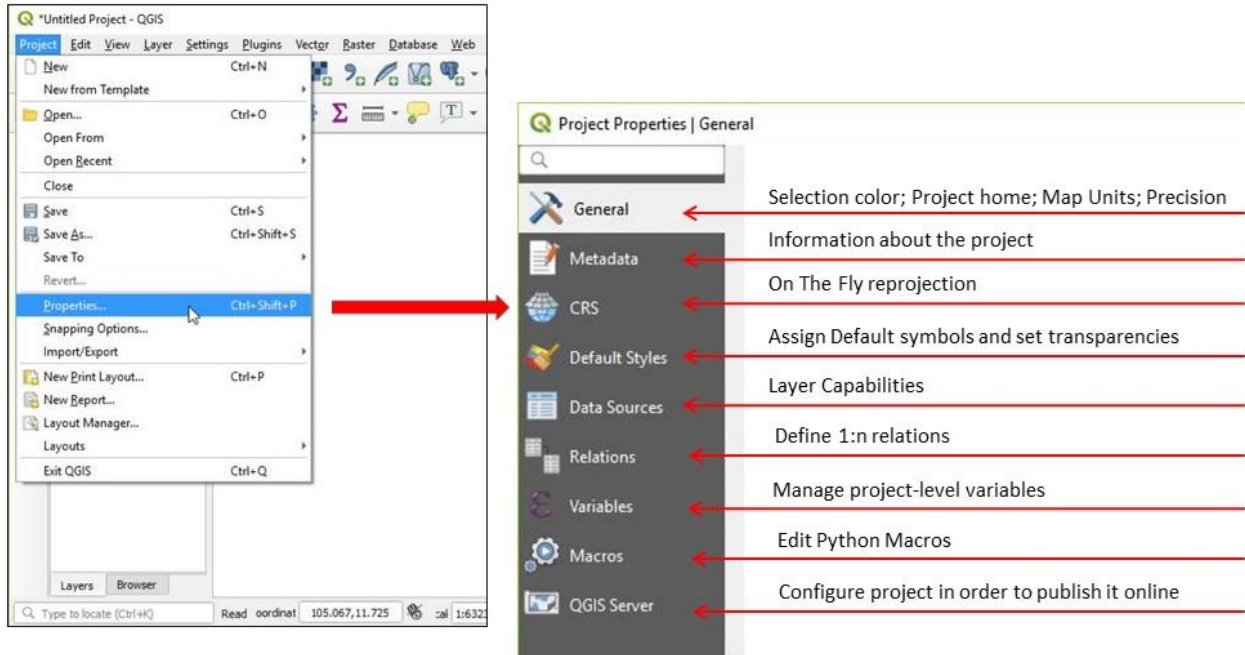 *Untitled Project - QGIS
Project Edit View Layer Settings Plugins Vector Raster Database Web
New Ctrl+N
New from Template
Open... Ctrl+O
Open From
Open Recent
Close
Save Ctrl+S
Save As... Ctrl+Shift+S
Save To
Revert...
Properties... Ctrl+Shift+P
Snapping Options...
Import/Export
New Print Layout... Ctrl+P
New Report...
Layout Manager...
Layouts
Exit QGIS Ctrl+Q
Layers Browser
Type to locate (Ctrl+K) Read oordinat 105.067,11.725 cal 1:6323
Project Properties | General
General Selection color; Project home; Map Units; Precision
Metadata Information about the project
CRS On The Fly reprojection
Default Styles Assign Default symbols and set transparencies
Data Sources Layer Capabilities
Relations Define 1:n relations
Variables Manage project-level variables
Macros Edit Python Macros
QGIS Server Configure project in order to publish it online